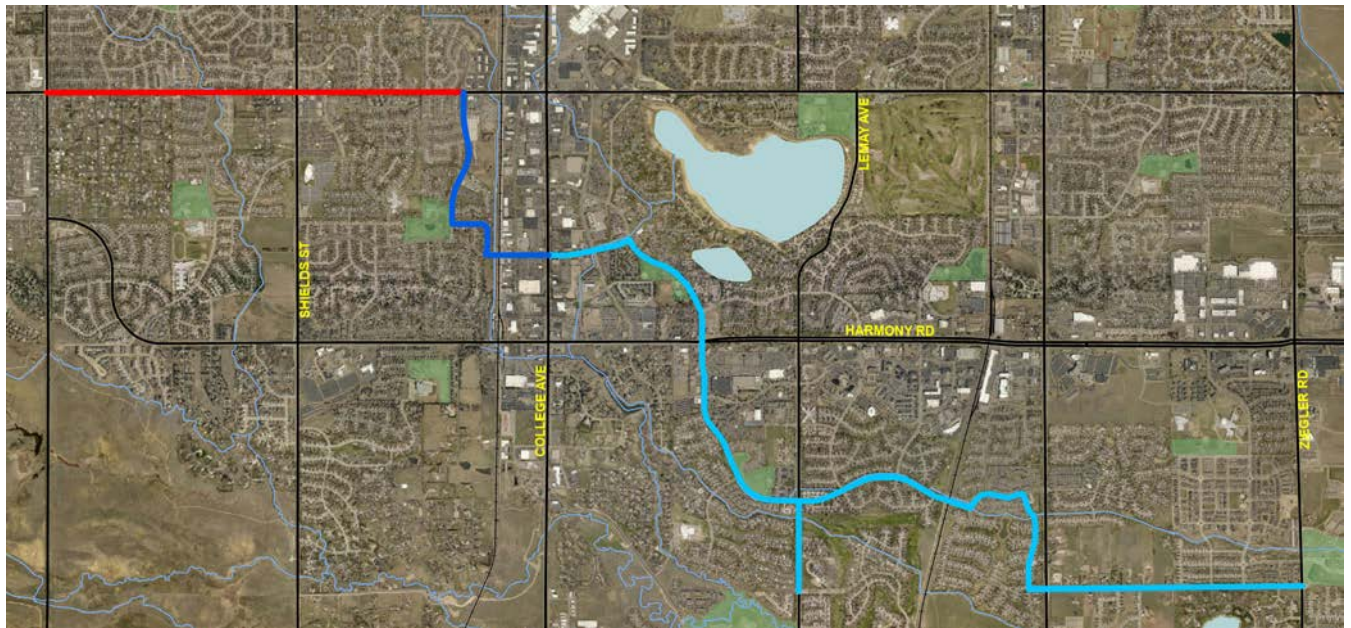 LEMAY AVE
SHIELDS ST
HARMONY RD
COLLEGE AVE
ZIEGLER RD